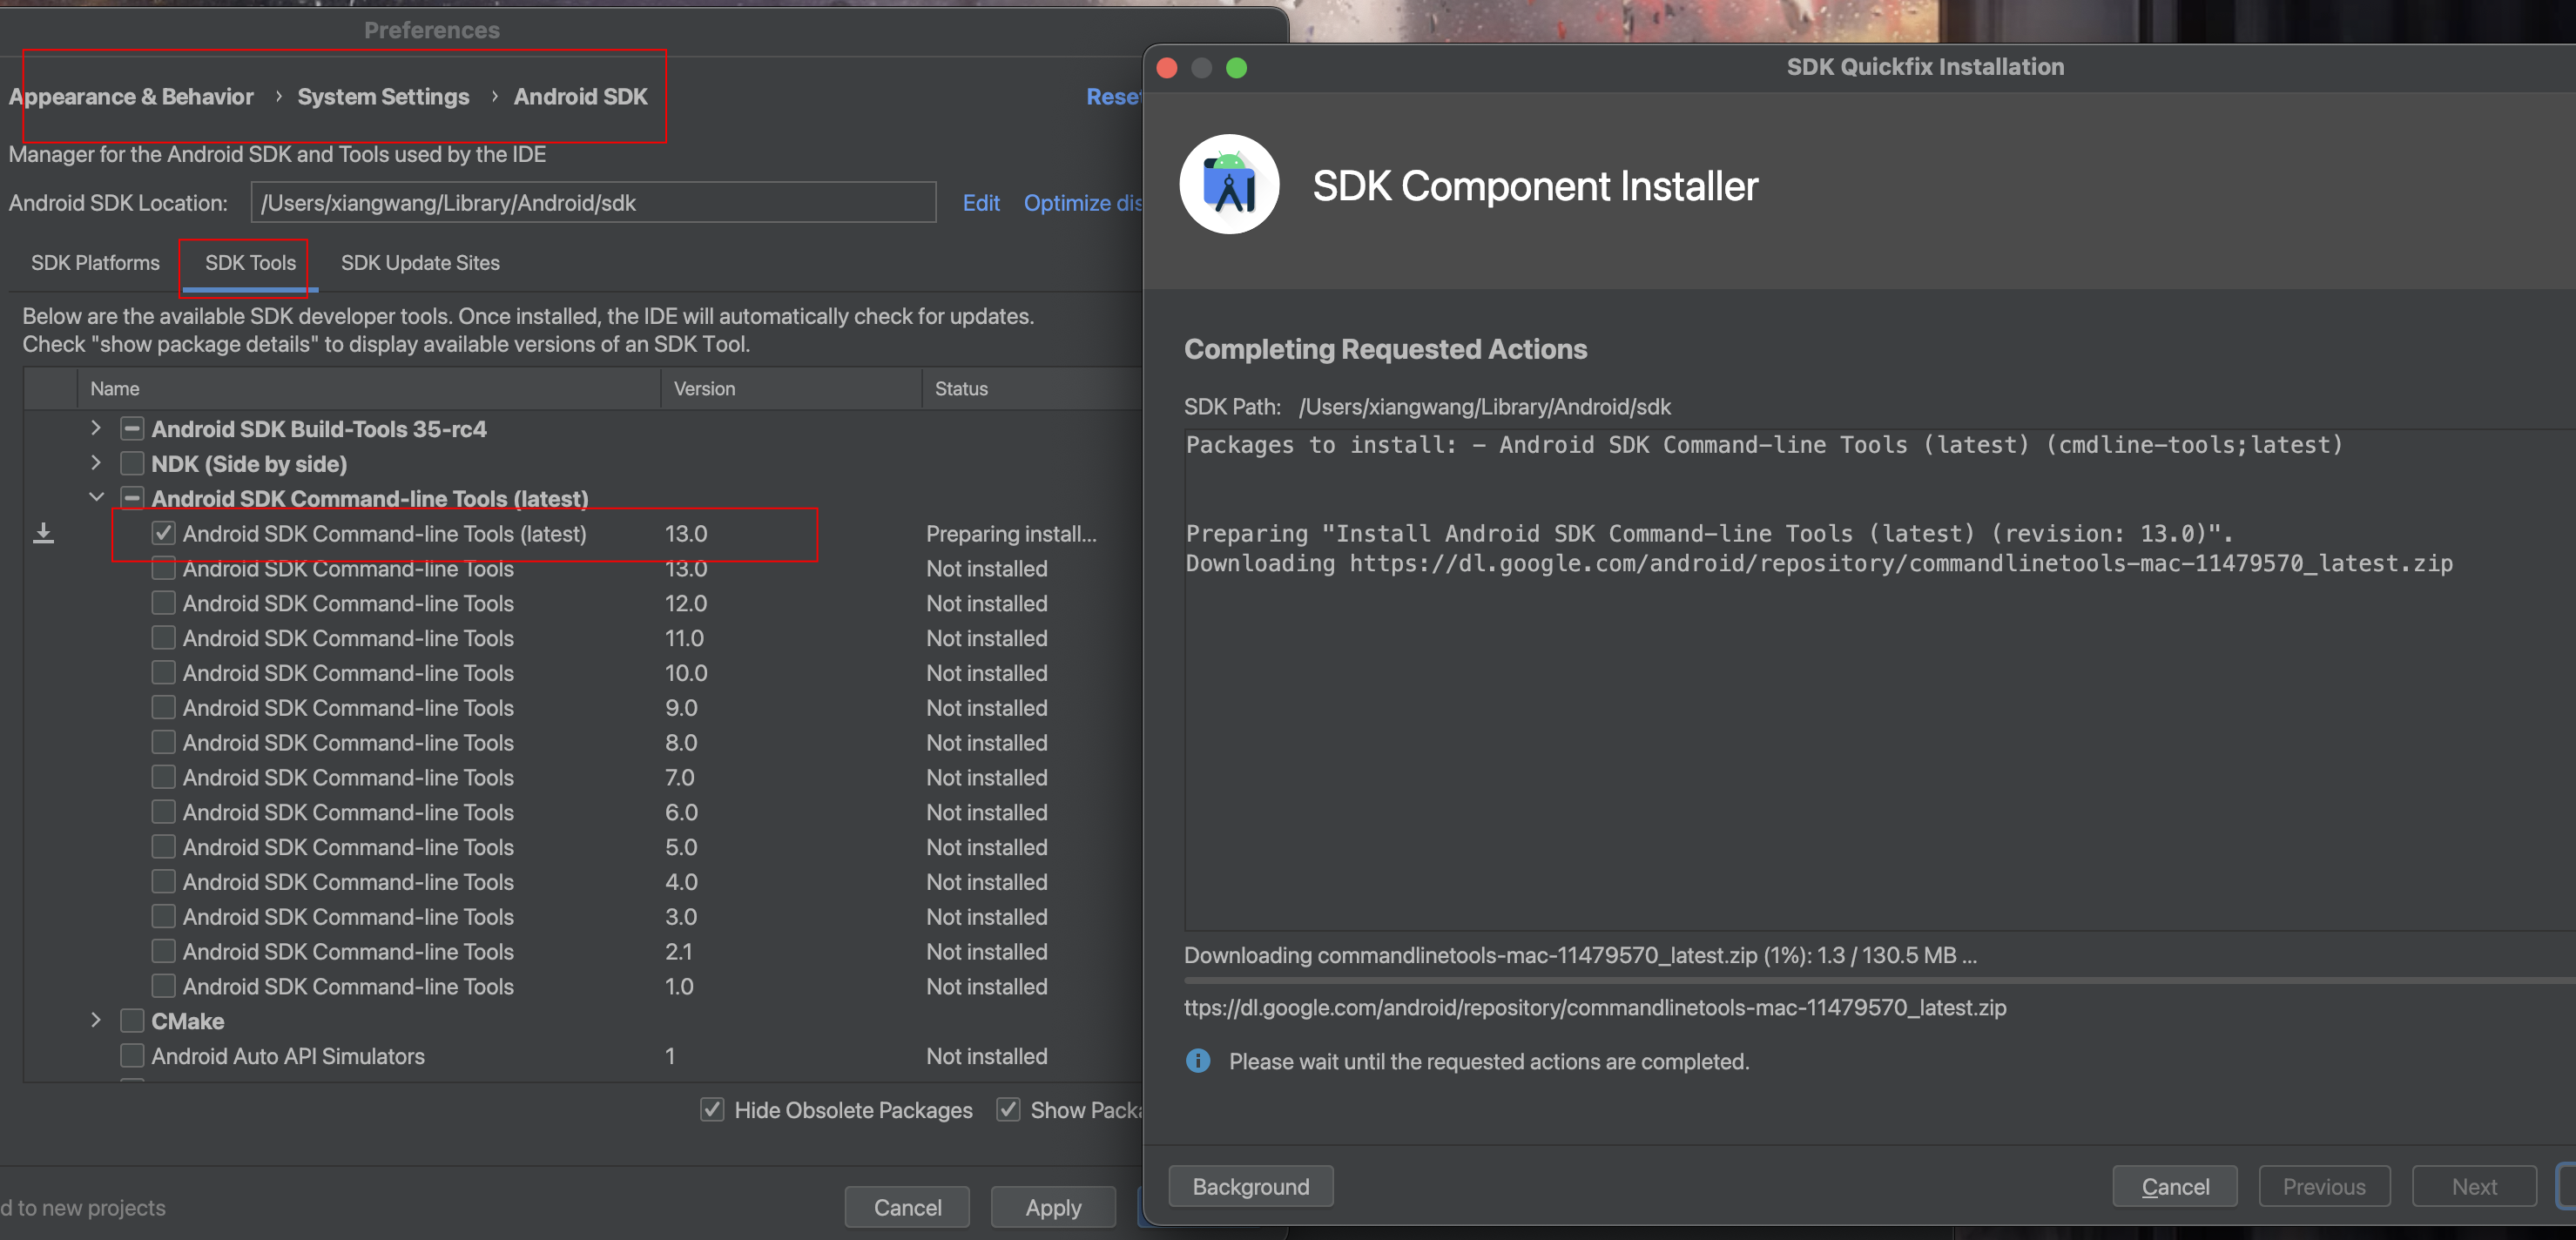 Preferences
Appearance & Behavior › System Settings › Android SDK
Manager for the Android SDK and Tools used by the IDE
Android SDK Location: /Users/xiangwang/Library/Android/sdk Edit Optimize
SDK Platforms SDK Tools SDK Update Sites
Below are the available SDK developer tools. Once installed, the IDE will automatically check for updates.
Check "show package details" to display available versions of an SDK Tool.
Name Version Status
Android SDK Build-Tools 35-rc4
NDK (Side by side)
Android SDK Command-line Tools (latest)
Android SDK Command-line Tools (latest) 13.0 Preparing install...
Android SDK Command-line Tools 13.0 Not installed
Android SDK Command-line Tools 12.0 Not installed
Android SDK Command-line Tools 11.0 Not installed
Android SDK Command-line Tools 10.0 Not installed
Android SDK Command-line Tools 9.0 Not installed
Android SDK Command-line Tools 8.0 Not installed
Android SDK Command-line Tools 7.0 Not installed
Android SDK Command-line Tools 6.0 Not installed
Android SDK Command-line Tools 5.0 Not installed
Android SDK Command-line Tools 4.0 Not installed
Android SDK Command-line Tools 3.0 Not installed
Android SDK Command-line Tools 2.1 Not installed
Android SDK Command-line Tools 1.0 Not installed
CMake
Android Auto API Simulators 1 Not installed
Hide Obsolete Packages Show
d to new projects
Cancel Apply
SDK Quickfix Installation
SDK Component Installer
Completing Requested Actions
SDK Path: /Users/xiangwang/Library/Android/sdk
Packages to install: - Android SDK Command-line Tools (latest) (cmdline-tools;latest)
Preparing "Install Android SDK Command-line Tools (latest) (revision: 13.0)".
Downloading https://dl.google.com/android/repository/commandlinetools-mac-11479570_latest.zip
Downloading commandlinetools-mac-11479570_latest.zip (1%): 1.3 / 130.5 MB ...
ttps://dl.google.com/android/repository/commandlinetools-mac-11479570_latest.zip
Please wait until the requested actions are completed.
Background Cancel Previous Next